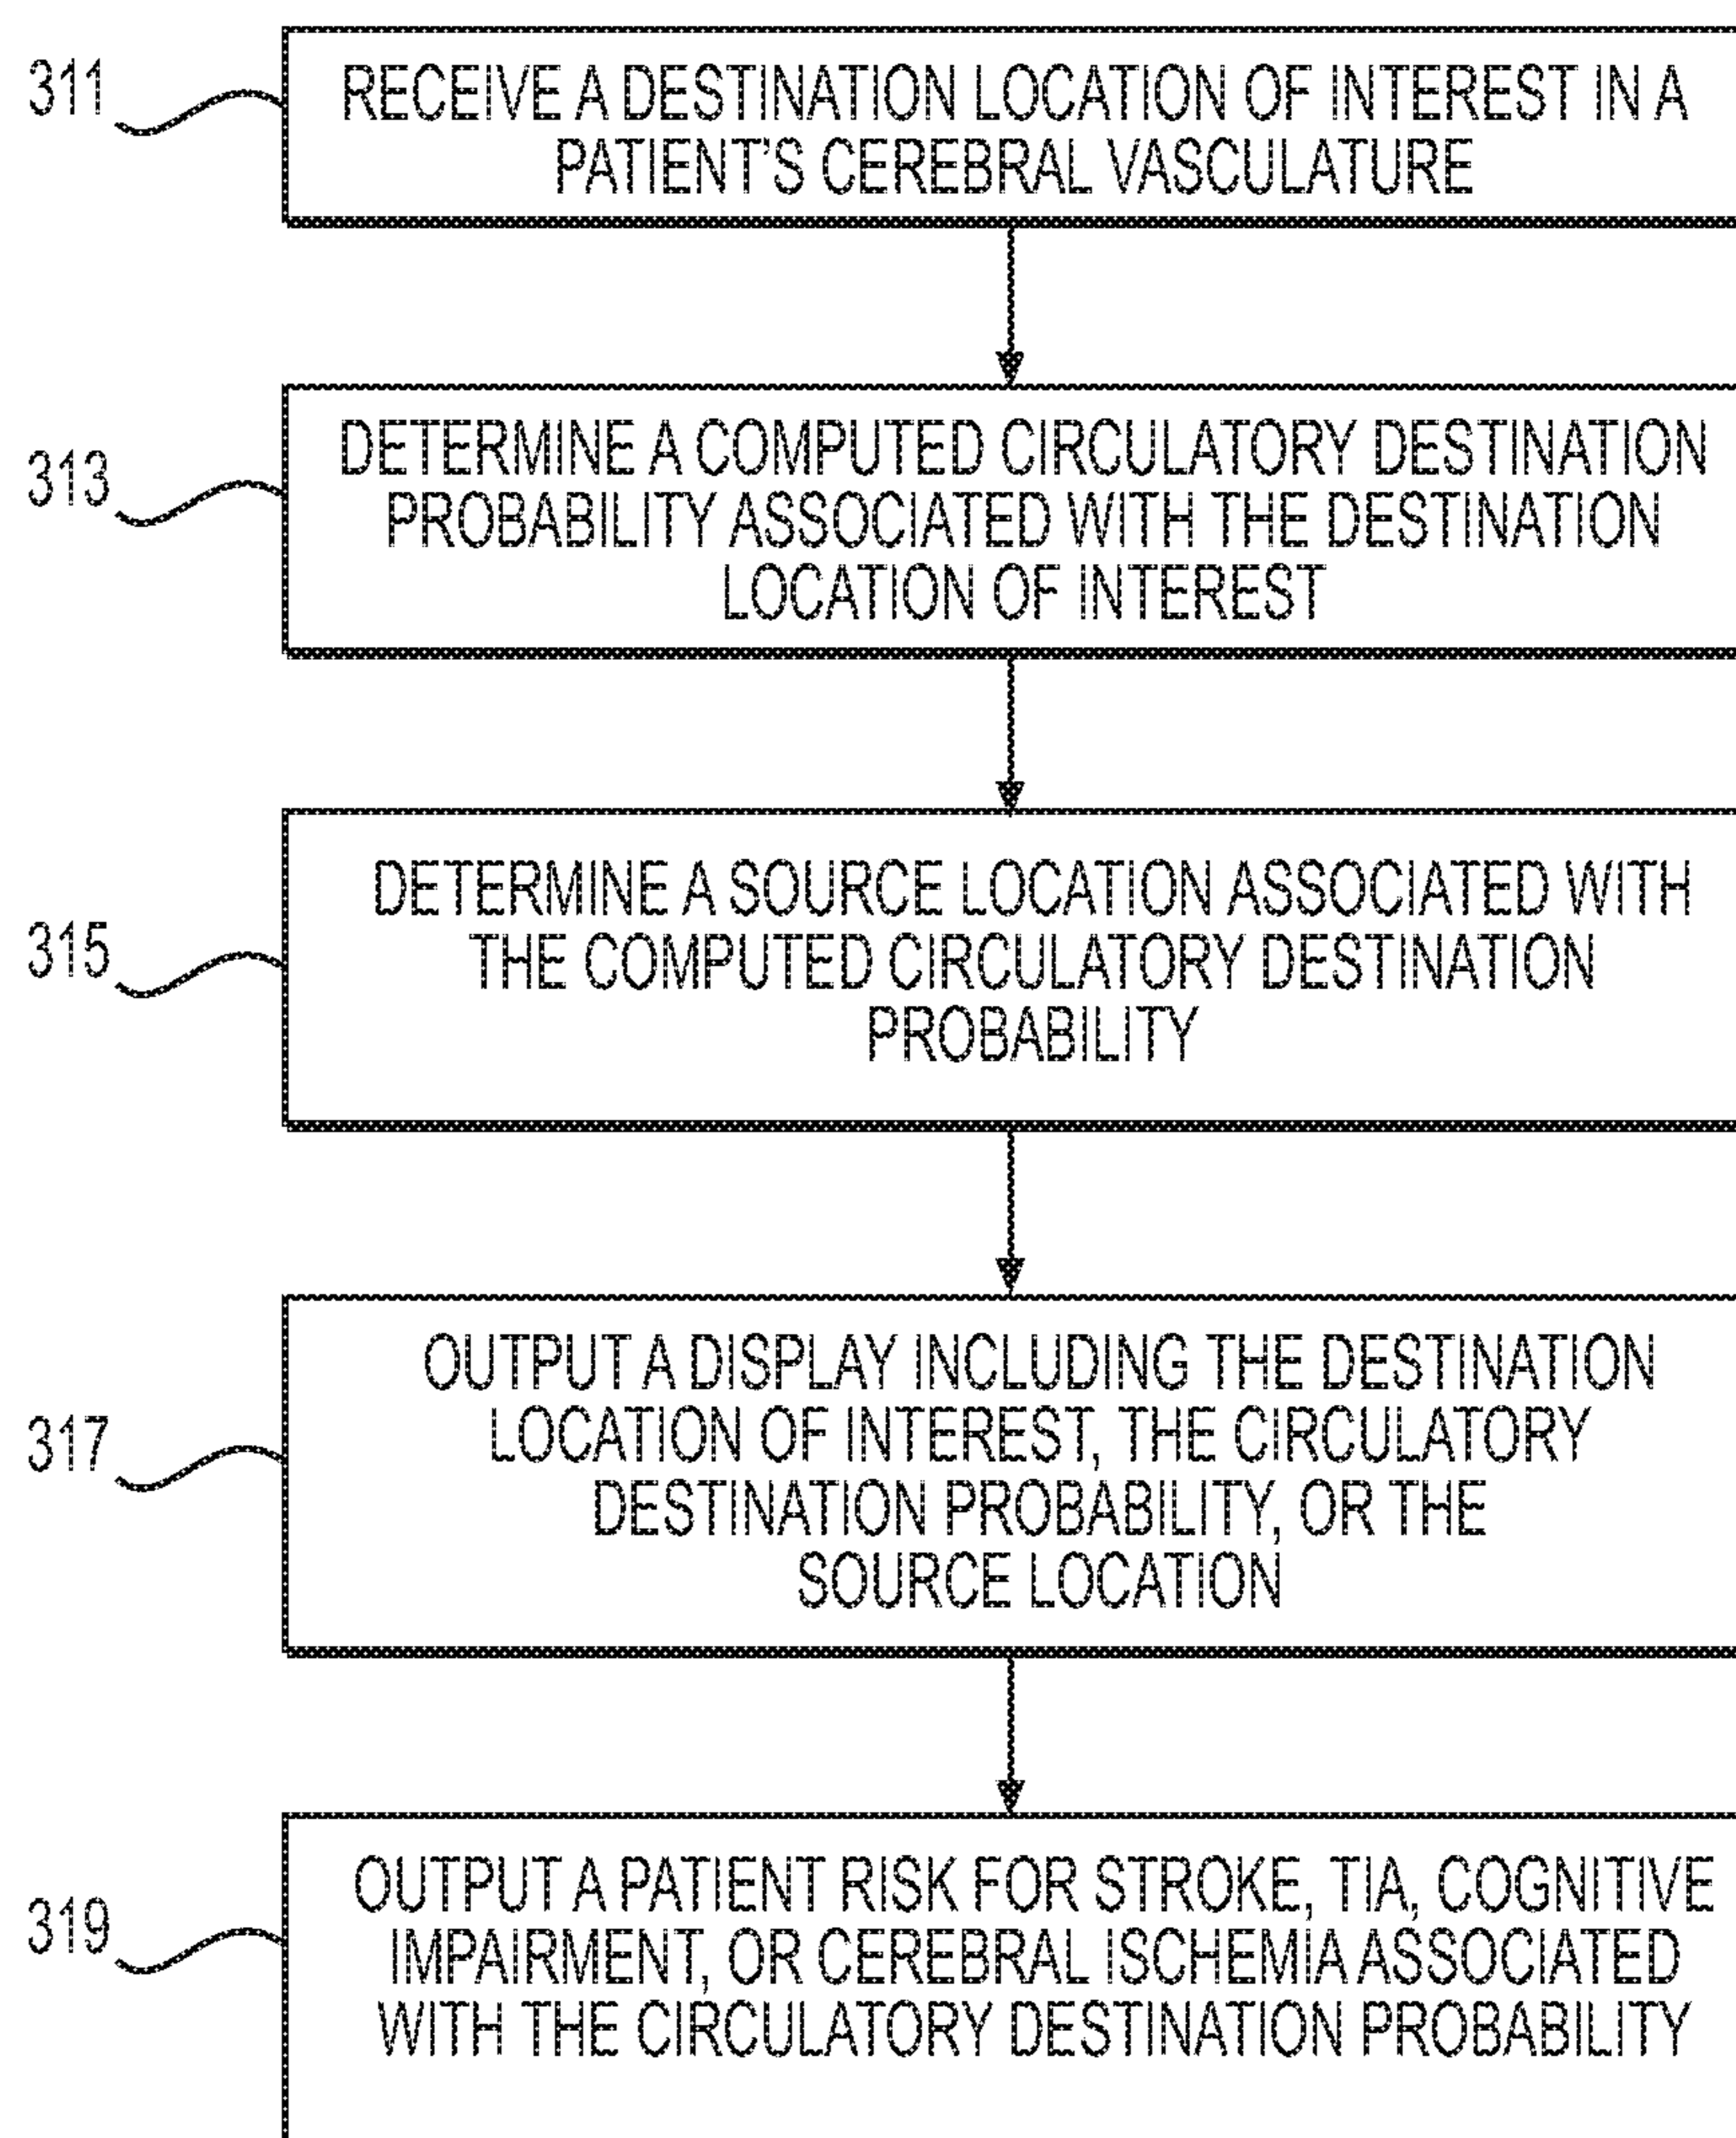 311
RECEIVE A DESTINATION LOCATION OF INTEREST IN A
PATIENT'S CEREBRAL VASCULATURE
313
DETERMINE A COMPUTED CIRCULATORY DESTINATION
PROBABILITY ASSOCIATED WITH THE DESTINATION
LOCATION OF INTEREST
315
DETERMINE A SOURCE LOCATION ASSOCIATED WITH
THE COMPUTED CIRCULATORY DESTINATION
PROBABILITY
317
OUTPUT A DISPLAY INCLUDING THE DESTINATION
LOCATION OF INTEREST, THE CIRCULATORY
DESTINATION PROBABILITY, OR THE
SOURCE LOCATION
319
OUTPUT A PATIENT RISK FOR STROKE, TIA, COGNITIVE
IMPAIRMENT, OR CEREBRAL ISCHEMIA ASSOCIATED
WITH THE CIRCULATORY DESTINATION PROBABILITY